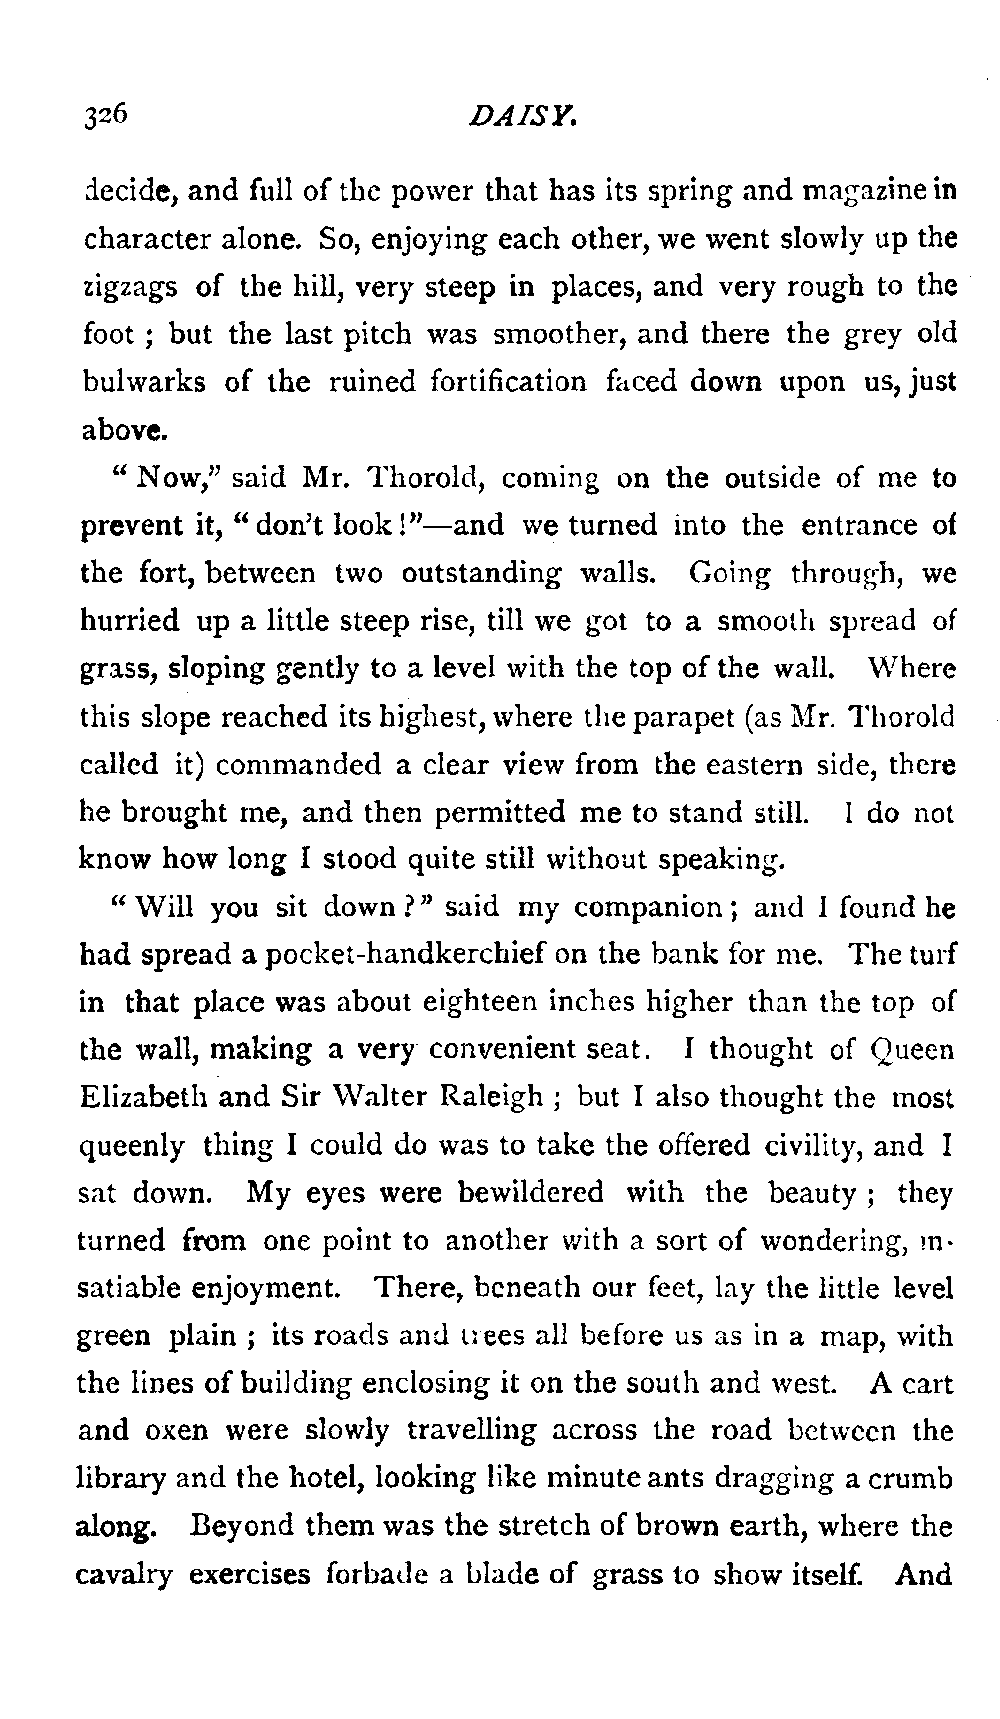 326 DAISY.
decide, and full of the power that has its spring and magazine in
character alone. So, enjoying each other, we went slowly up the
zigzags of the hill, very steep in places, and very rough to the
foot ; but the last pitch was smoother, and there the grey old
bulwarks of the ruined fortification faced down upon us, just
above.
“ Now,” said Mr. Thorold, coming on the outside of me to
prevent it, “ don’t look !”—and we turned into the entrance of
the fort, between two outstanding walls. Going through, we
hurried up a little steep rise, till we got to a smooth spread of
grass, sloping gently to a level with the top of the wall. Where
this slope reached its highest, where the parapet (as Mr. Thorold
called it) commanded a clear view from the eastern side, there
he brought me, and then permitted me to stand still. I do not
know how long I stood quite still without speaking.
“ Will you sit down ?” said my companion ; and I found he
had spread a pocket-handkerchief on the bank for me. The turf
in that place was about eighteen inches higher than the top of
the wall, making a very convenient seat. I thought of Queen
Elizabeth and Sir Walter Raleigh ; but I also thought the most
queenly thing I could do was to take the offered civility, and I
sat down. My eyes were bewildered with the beauty ; they
turned from one point to another with a sort of wondering, in-
satiable enjoyment. There, beneath our feet, lay the little level
green plain ; its roads and trees all before us as in a map, with
the lines of building enclosing it on the south and west. A cart
and oxen were slowly travelling across the road between the
library and the hotel, looking like minute ants dragging a crumb
along. Beyond them was the stretch of brown earth, where the
cavalry exercises forbade a blade of grass to show itself. And